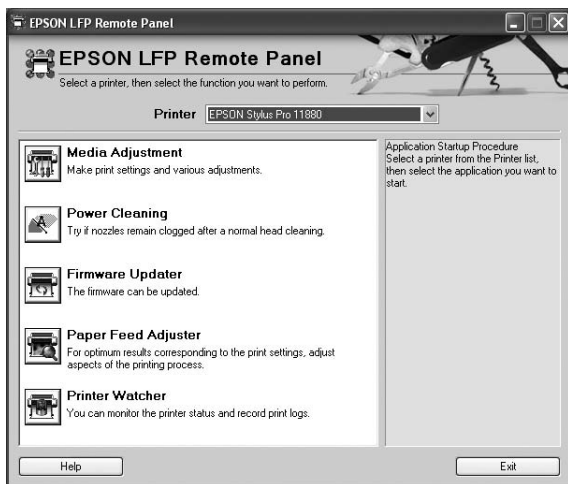 EPSON LFP Remote Panel
EPSON LFP Remote Panel
Select a printer, then select the function you want to perform.
Printer EPSON Stylus Pro 11880
Media Adjustment
Make print settings and various adjustments.
Power Cleaning
Try if nozzles remain clogged after a normal head cleaning.
Firmware Updater
The firmware can be updated.
Paper Feed Adjuster
For optimum results corresponding to the print settings, adjust
aspects of the printing process.
Printer Watcher
You can monitor the printer status and record print logs.
Application Startup Procedure
Select a printer from the Printer list,
then select the application you want to
start.
Help
Exit